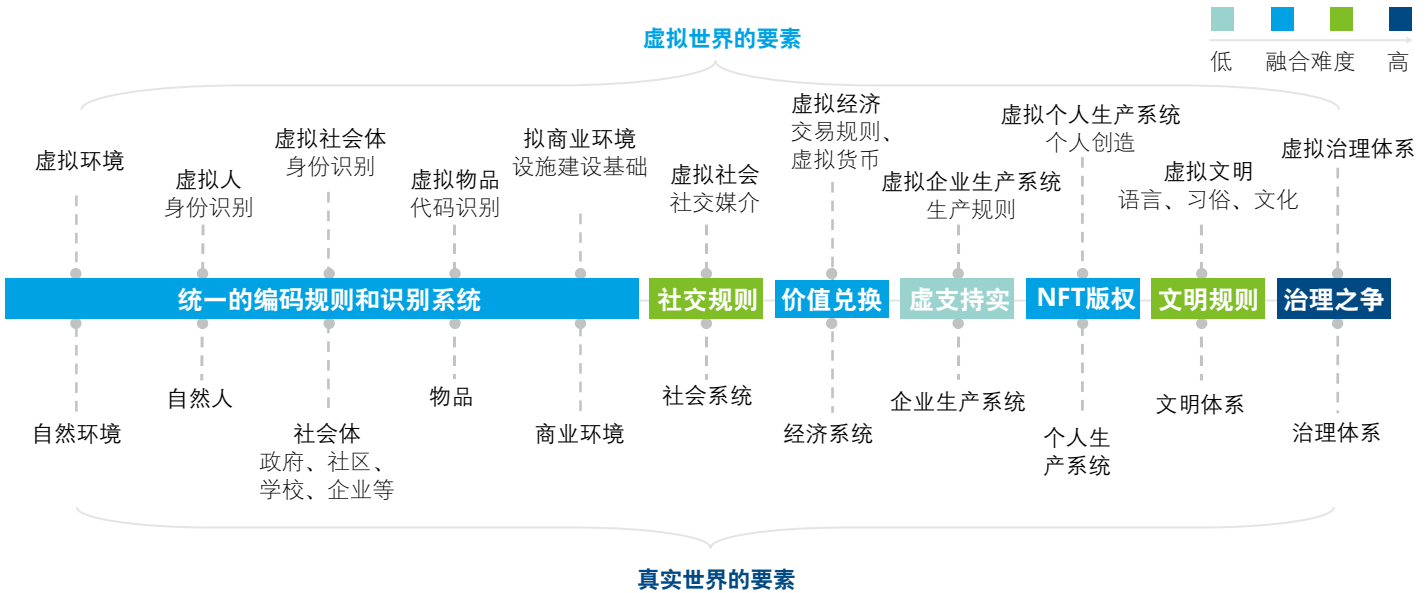 虚拟世界的要素
低 融合难度 高
虚拟环境
虚拟人
身份识别
虚拟社会体
身份识别
虚拟物品
代码识别
拟商业环境
设施建设基础
虚拟社会
社交媒介
虚拟经济
交易规则、
虚拟货币
虚拟企业生产系统
生产规则
虚拟个人生产系统
个人创造
虚拟文明
语言、习俗、文化
虚拟治理体系
统一的编码规则和识别系统
社交规则
价值兑换
虚支持实
NFT版权
文明规则
治理之争
自然环境
自然人
社会体
政府、社区、
学校、企业等
物品
商业环境
社会系统
经济系统
企业生产系统
个人生
产系统
文明体系
治理体系
真实世界的要素